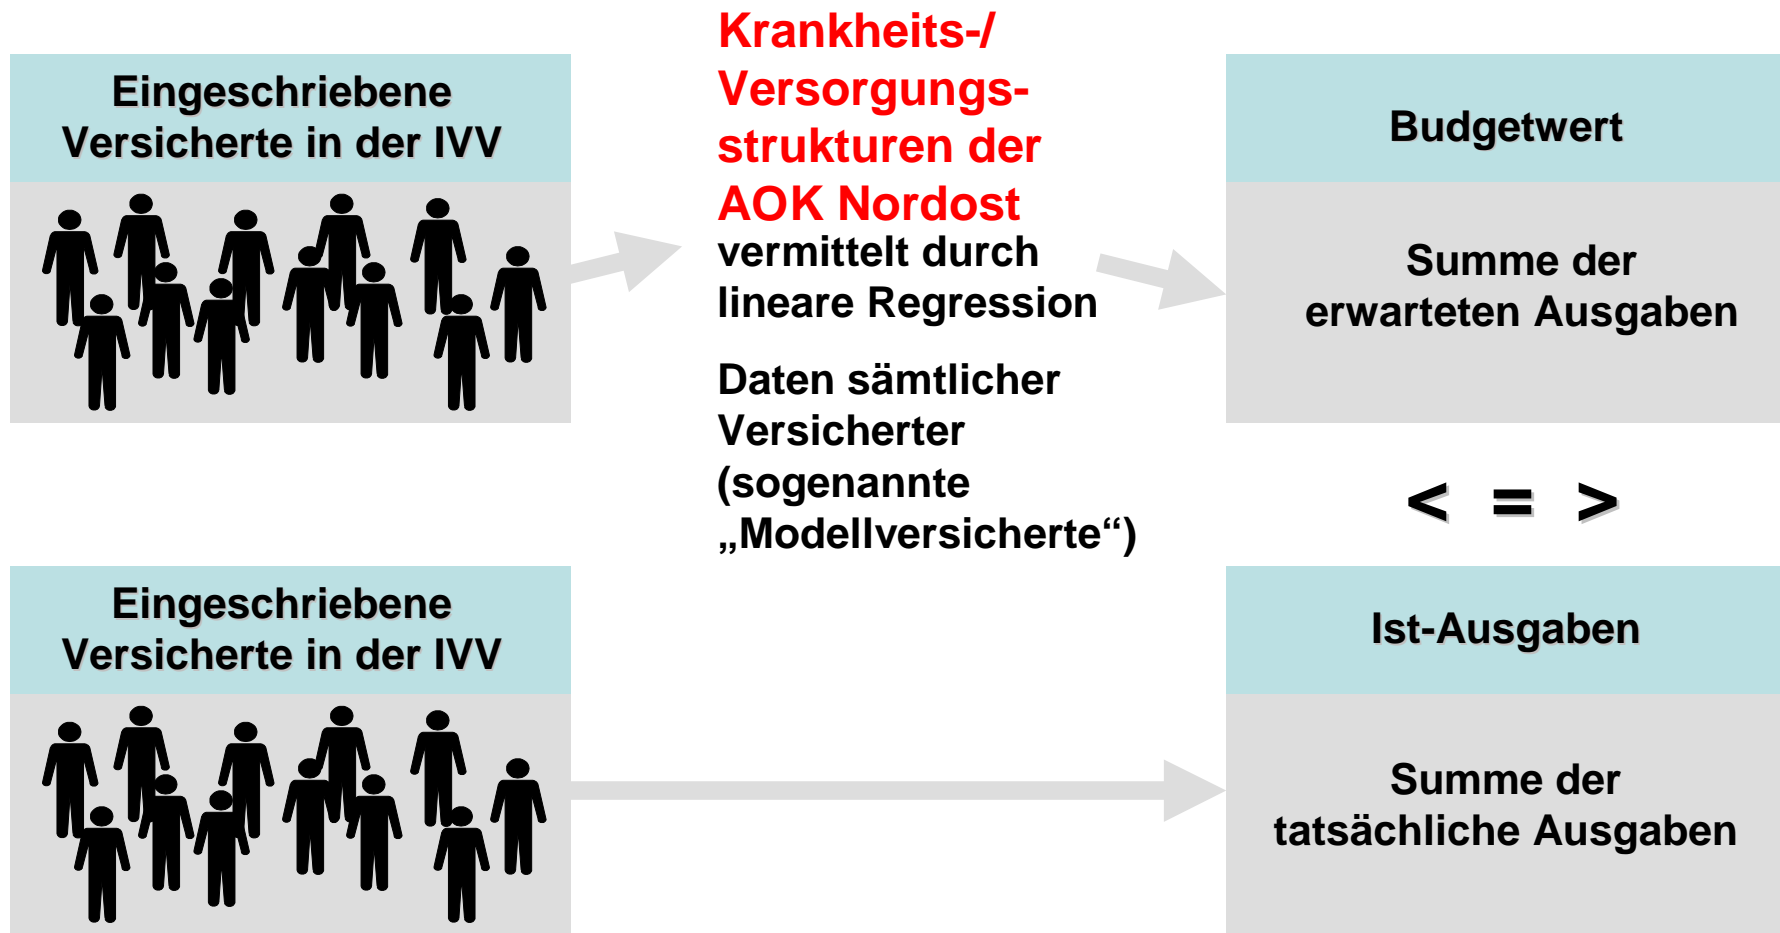 Eingeschriebene
Versicherte in der IVV
Krankheits-/
Versorgungs-
strukturen der
AOK Nordost
vermittelt durch
lineare Regression
Daten sämtlicher
Versicherter
(sogenannte
„Modellversicherte“)
Budgetwert
Summe der
erwarteten Ausgaben
< = >
Eingeschriebene
Versicherte in der IVV
Ist-Ausgaben
Summe der
tatsächliche Ausgaben